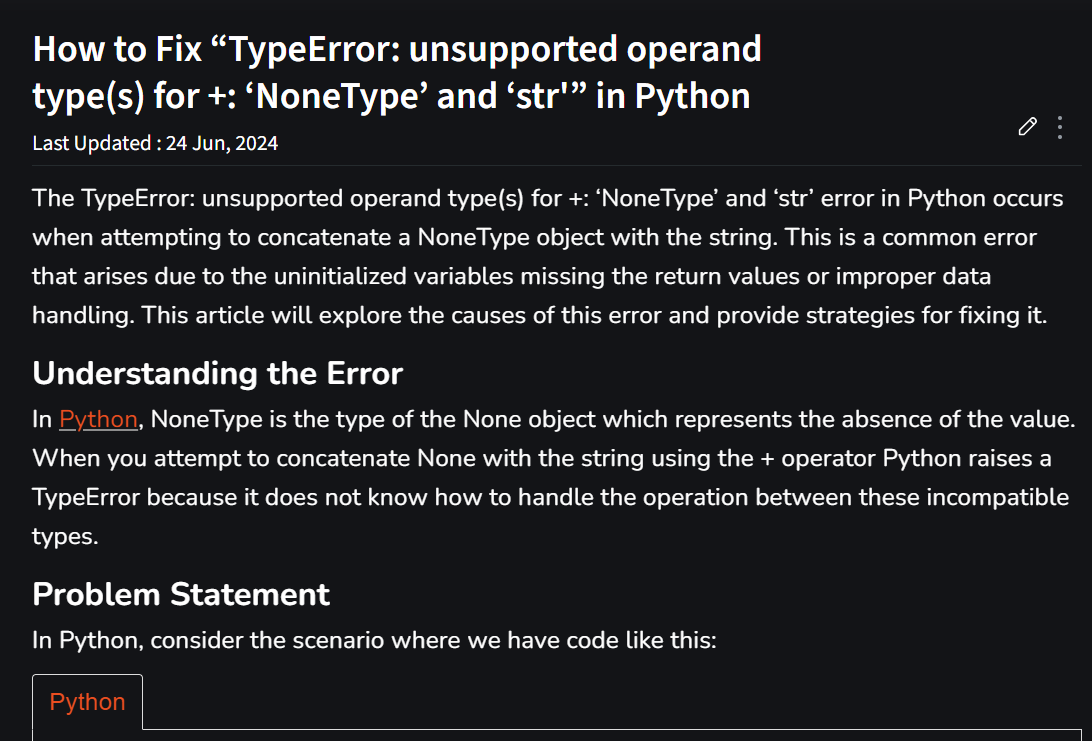 How to Fix “TypeError: unsupported operand
type(s) for +: ‘NoneType’ and ‘str'” in Python
Last Updated : 24 Jun, 2024
The TypeError: unsupported operand type(s) for +: ‘NoneType’ and ‘str’ error in Python occurs
when attempting to concatenate a NoneType object with the string. This is a common error
that arises due to the uninitialized variables missing the return values or improper data
handling. This article will explore the causes of this error and provide strategies for fixing it.
Understanding the Error
In Python, NoneType is the type of the None object which represents the absence of the value.
When you attempt to concatenate None with the string using the + operator Python raises a
TypeError because it does not know how to handle the operation between these incompatible
types.
Problem Statement
In Python, consider the scenario where we have code like this:
Python